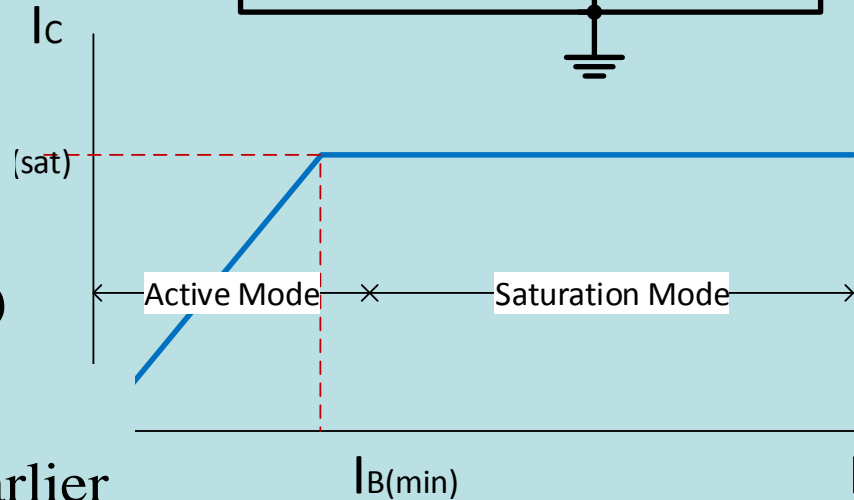 IC
(sat)
Active Mode
Saturation Mode
)
arlier
IB(min)